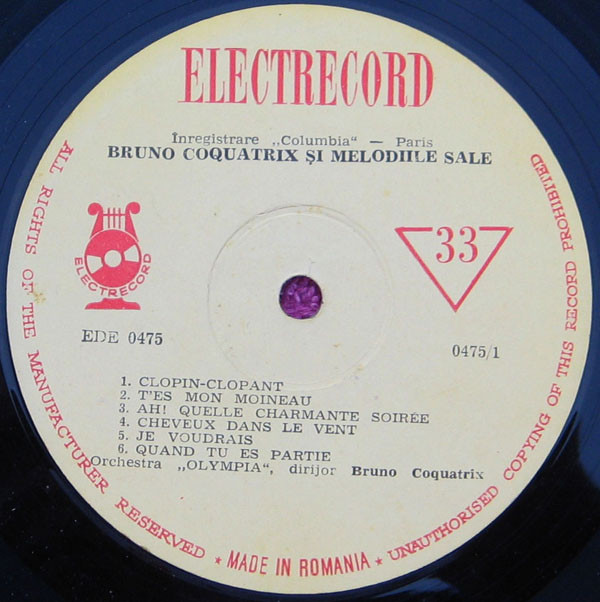 ELECTRECORD
Înregistrare „Columbia“ — Paris
BRUNO COQUATRIX ȘI MELODIILE SALE
ELECTRECORD
33
EDE 0475
0475/1
1. CLOPIN-CLOPANT
2. T'ES MON MOINEAU
3. AH! QUELLE CHARMANTE SOIRÉE
4. CHEVEUX DANS LE VENT
5. JE VOUDRAIS
6. QUAND TU ES PARTIE
Orchestra „OLYMPIA“, dirijor Bruno Coquatrix
ALL RIGHTS OF THE MANUFACTURER RESERVED ★ MADE IN ROMANIA ★ UNAUTHORISED COPYING OF THIS RECORD PROHIBITED